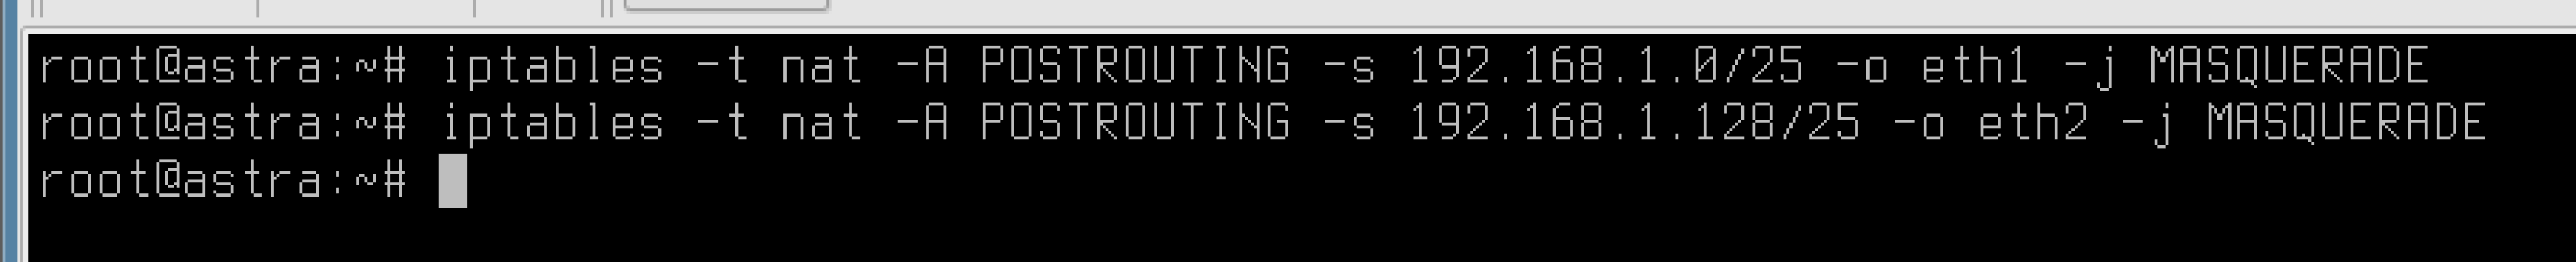 root@astra:~# iptables -t nat -A POSTROUTING -s 192.168.1.0/25 -o eth1 -j MASQUERADE
root@astra:~# iptables -t nat -A POSTROUTING -s 192.168.1.128/25 -o eth2 -j MASQUERADE
root@astra:~#